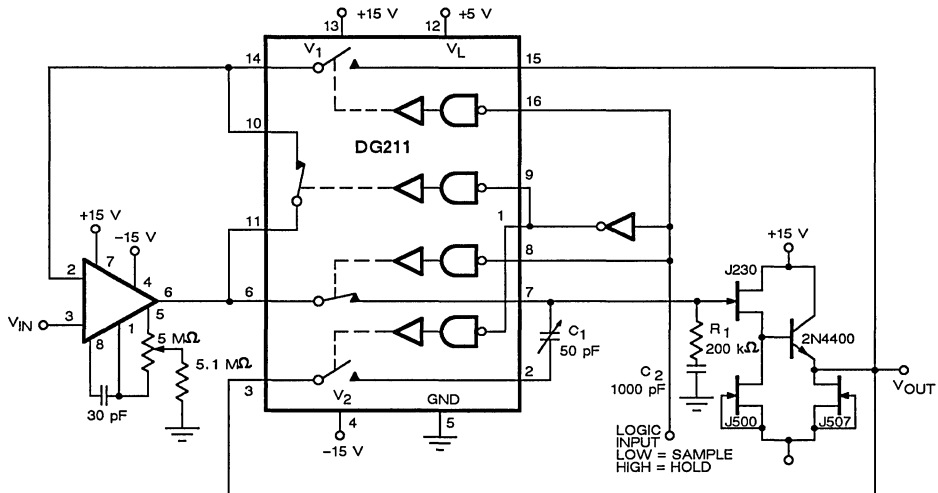 +15 V
+5 V
13
12
14
V1
VL
15
16
10
DG211
9
11
1
8
+15 V
-15 V
2
7
4
6
6
7
+15 V
J230
VIN
3
5
1
8
5 MΩ
5.1 MΩ
30 pF
C1
50 pF
R1
200 kΩ
2N4400
3
V2
2
C2
1000 pF
VOUT
4
GND
5
-15 V
J500
J507
LOGIC
INPUT
LOW = SAMPLE
HIGH = HOLD